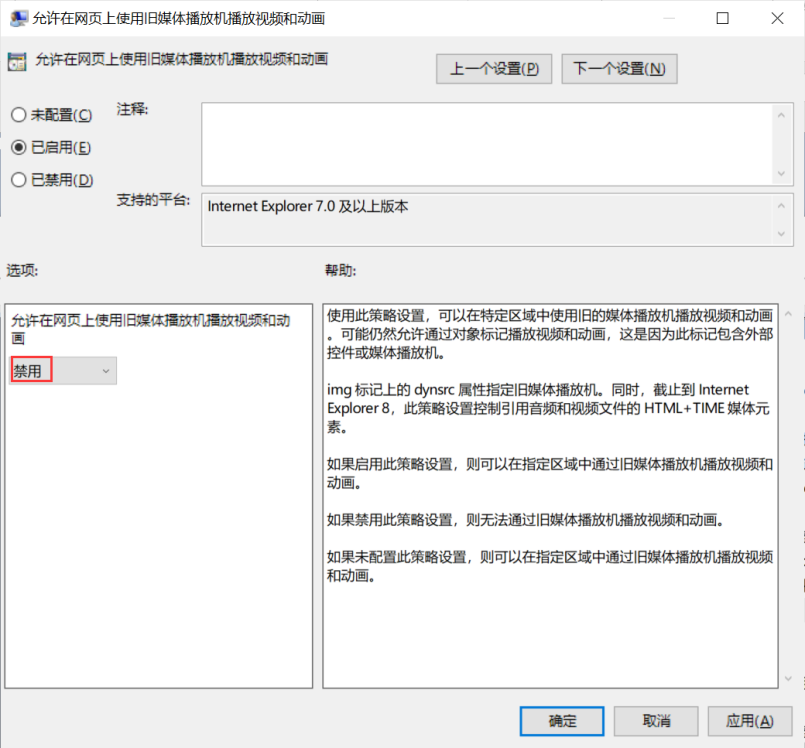 允许在网页上使用旧媒体播放机播放视频和动画
允许在网页上使用旧媒体播放机播放视频和动画
上一个设置(P)
下一个设置(N)
未配置(C)
注释:
已启用(E)
已禁用(D)
支持的平台:
Internet Explorer 7.0 及以上版本
选项:
帮助:
允许在网页上使用旧媒体播放机播放视频和动
画
禁用
使用此策略设置，可以在特定区域中使用旧的媒体播放机播放视频和动画
。可能仍然允许通过对象标记播放视频和动画，这是因为此标记包含外部
控件或媒体播放机。
img 标记上的 dynsrc 属性指定旧媒体播放机。同时，截止到 Internet
Explorer 8，此策略设置控制引用音频和视频文件的 HTML+TIME 媒体元
素。
如果启用此策略设置，则可以在指定区域中通过旧媒体播放机播放视频和
动画。
如果禁用此策略设置，则无法通过旧媒体播放机播放视频和动画。
如果未配置此策略设置，则可以在指定区域中通过旧媒体播放机播放视频
和动画。
确定
取消
应用(A)